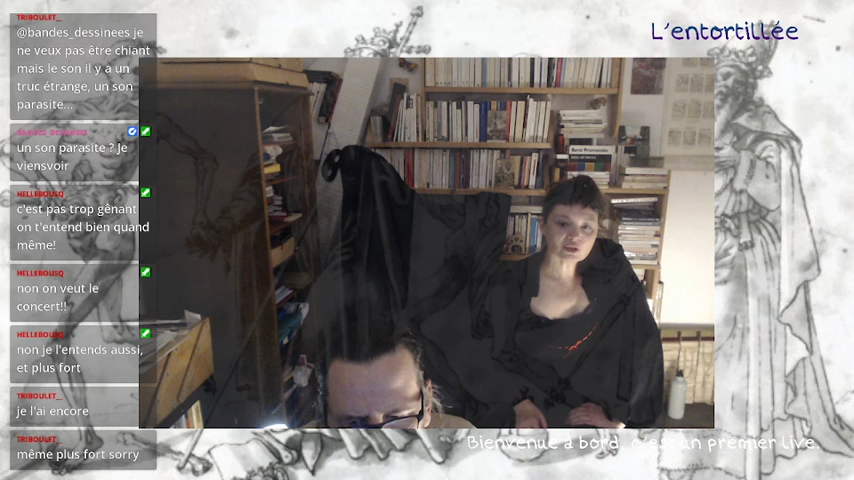 TRIBOULET_
@bandes_dessinees je
ne veux pas être chiant
mais le son il y a un
truc étrange, un son
parasite...
BANDES_DESSINEES
un son parasite ? Je
viensvoir
HELLEBOUSQ
c'est pas trop gênant
on t'entend bien quand
même!
HELLEBOUSQ
non on veut le
concert!!
HELLEBOUSQ
non je l'entends aussi,
et plus fort
TRIBOULET_
je l'ai encore
TRIBOULET_
même plus fort sorry
L'entortillée
Bienvenue à bord, c'est un premier live.